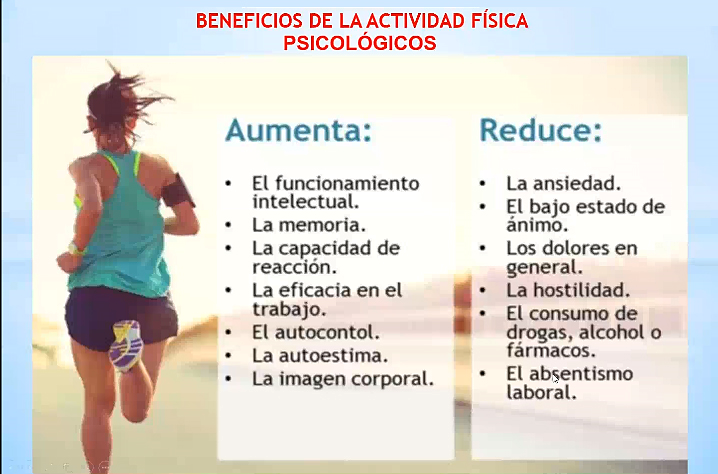 BENEFICIOS DE LA ACTIVIDAD FÍSICA
PSICOLÓGICOS
Aumenta:
• El funcionamiento
intelectual.
• La memoria.
• La capacidad de
reacción.
• La eficacia en el
trabajo.
• El autocontol.
• La autoestima.
• La imagen corporal.
Reduce:
• La ansiedad.
• El bajo estado de
ánimo.
• Los dolores en
general.
• La hostilidad.
• El consumo de
drogas, alcohol o
fármacos.
• El absentismo
laboral.